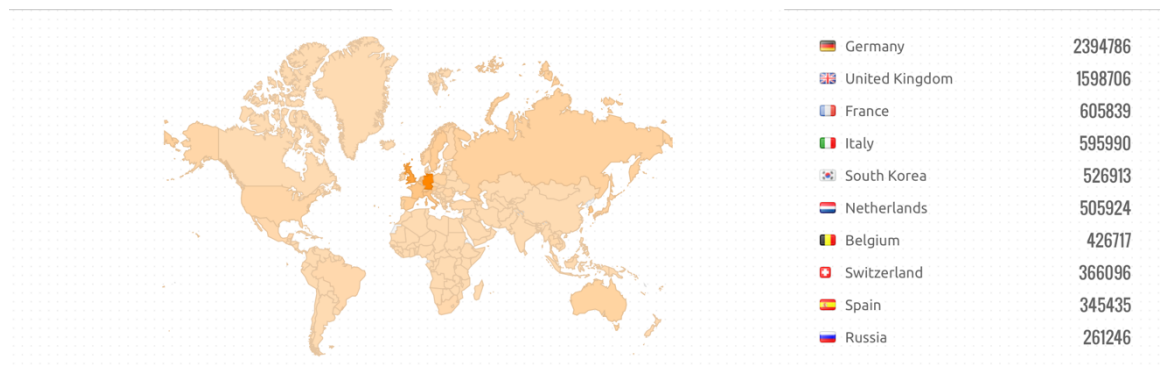 Germany 2394786
United Kingdom 1598706
France 605839
Italy 595990
South Korea 526913
Netherlands 505924
Belgium 426717
Switzerland 366096
Spain 345435
Russia 261246